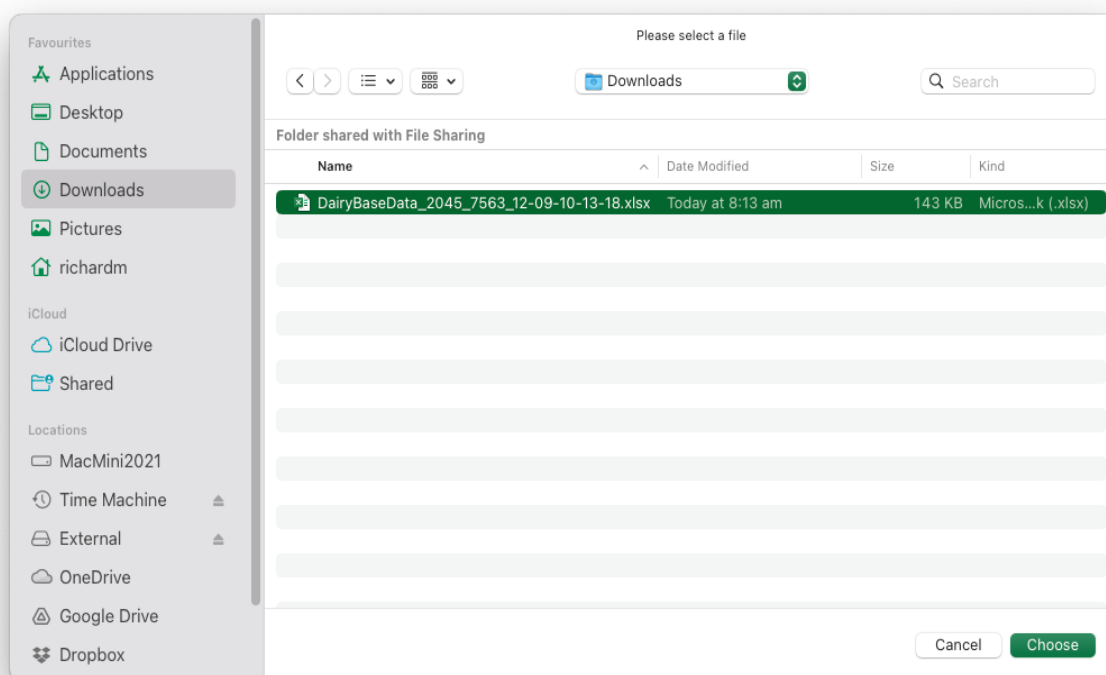 Please select a file
Favourites
Applications
Desktop
Documents
Downloads
Pictures
richardm
iCloud
iCloud Drive
Shared
Locations
MacMini2021
Time Machine
External
OneDrive
Google Drive
Dropbox
Downloads
Search
Folder shared with File Sharing
Name Date Modified Size Kind
DairyBaseData_2045_7563_12-09-10-13-18.xlsx Today at 8:13 am 143 KB Micros...k (.xlsx)
Cancel Choose